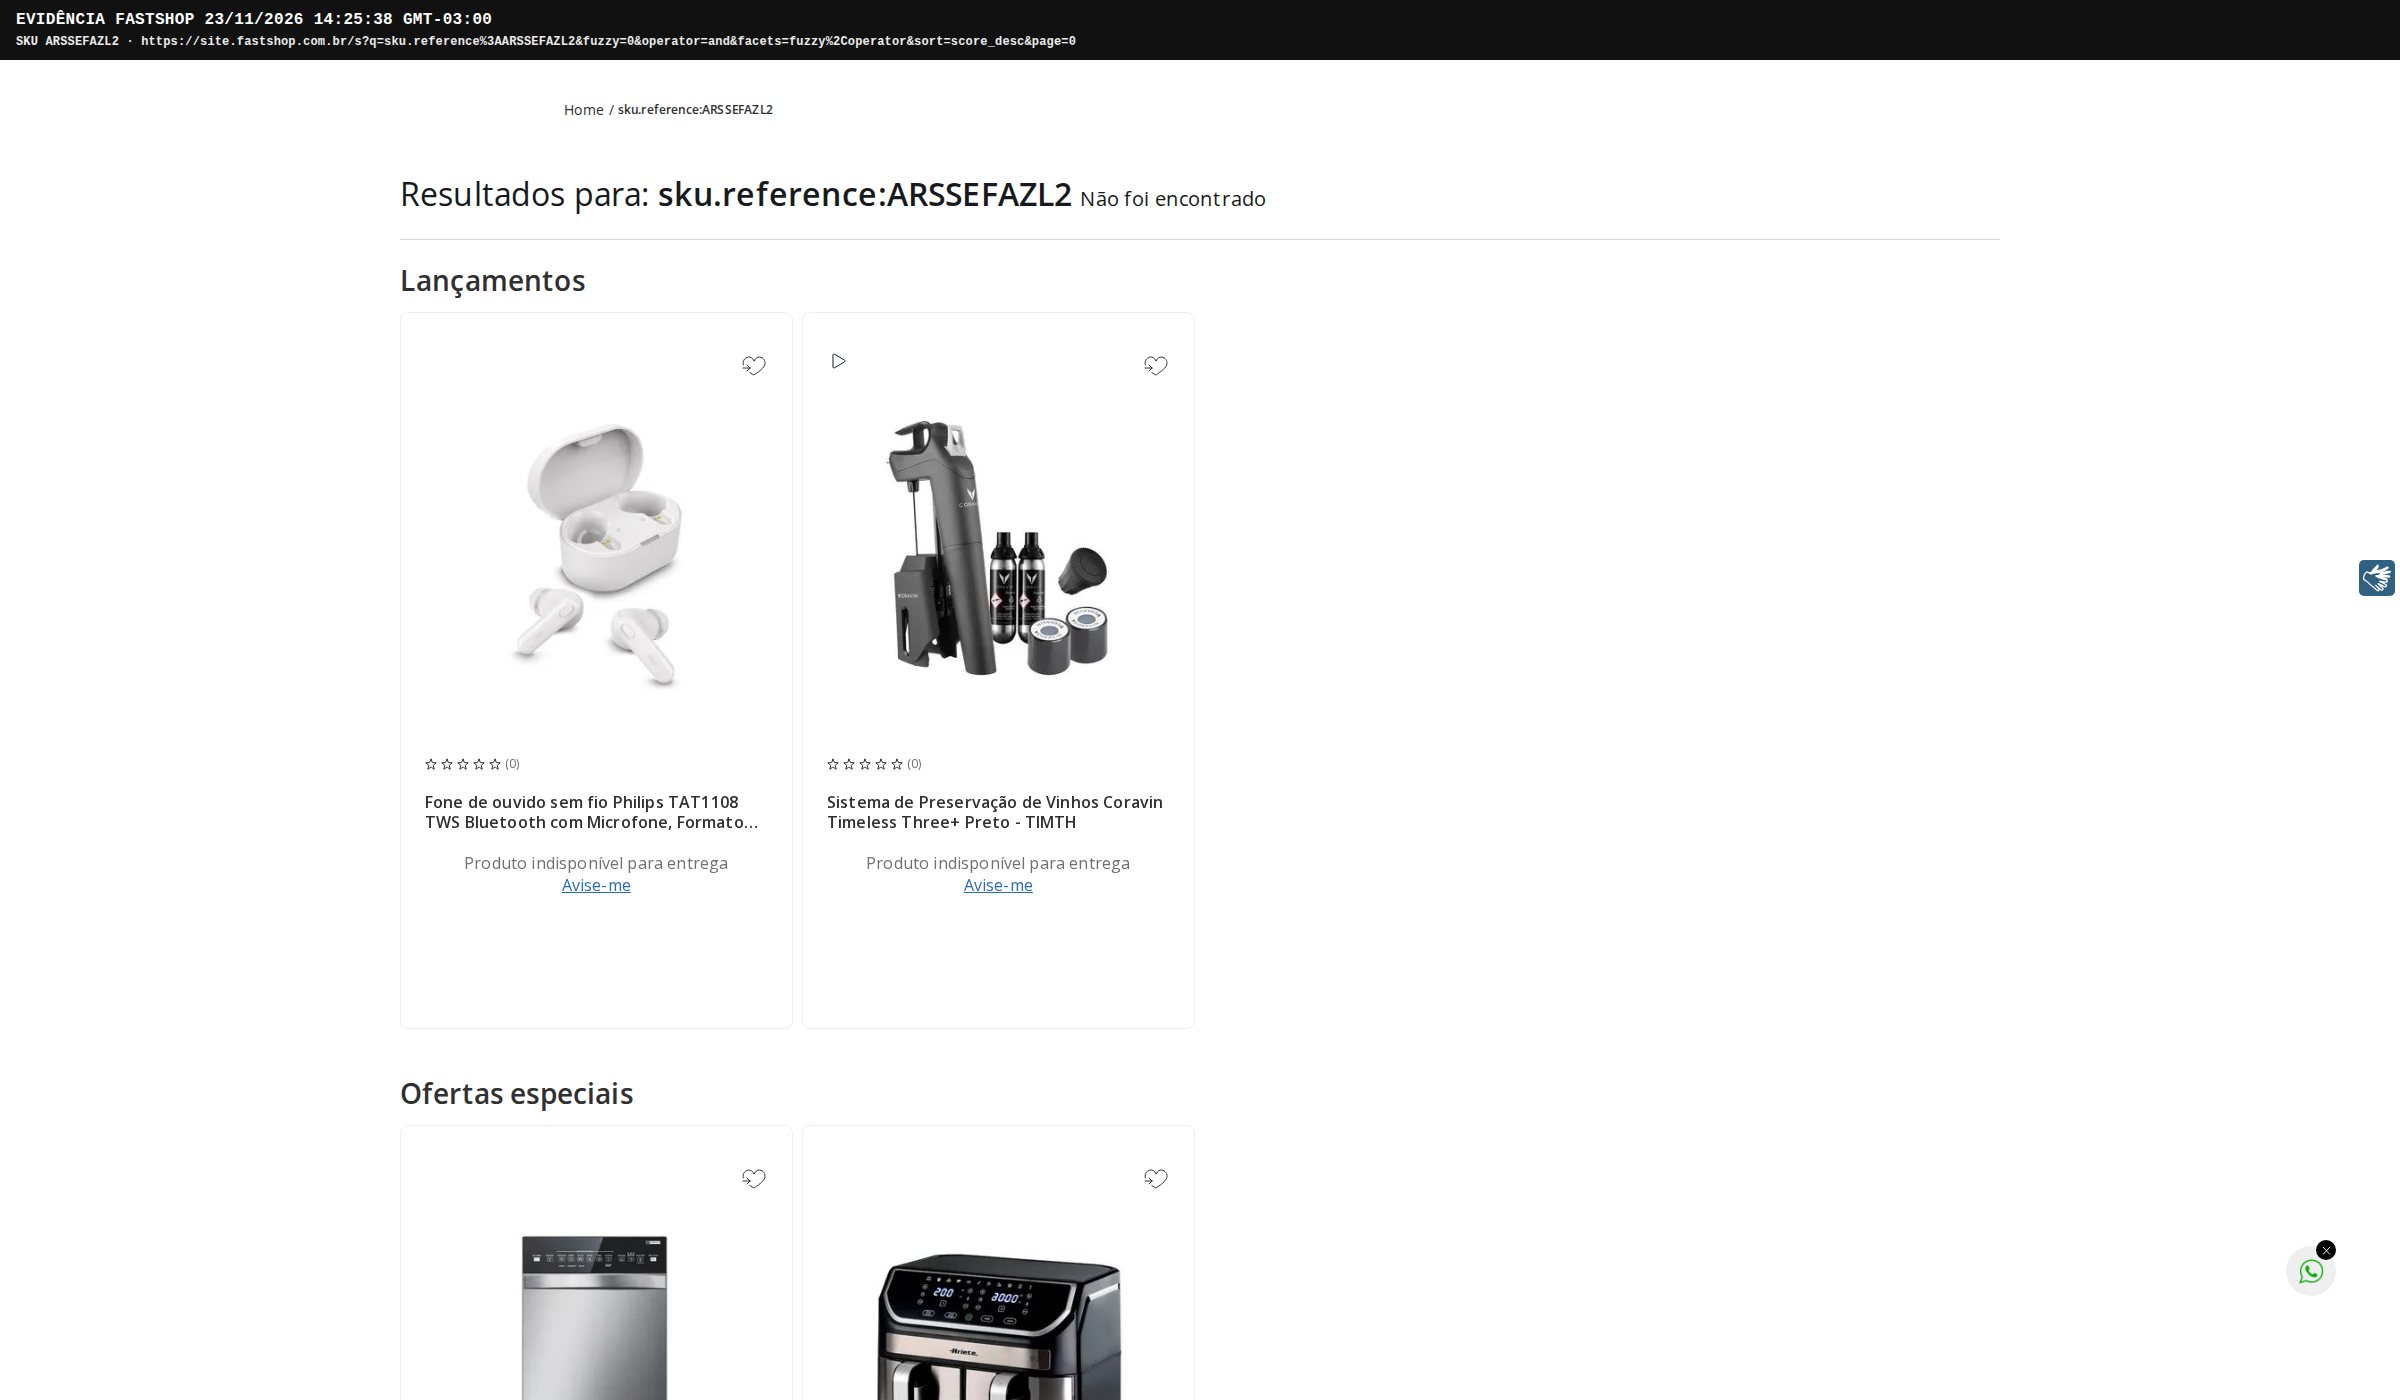 EVIDÊNCIA FASTSHOP 23/11/2026 14:25:38 GMT-03:00
SKU ARSSEFAZL2 · https://site.fastshop.com.br/s?q=sku.reference%3AARSSEFAZL2&fuzzy=0&operator=and&facets=fuzzy%2Coperator&sort=score_desc&page=0
Home / sku.reference:ARSSEFAZL2
Resultados para: sku.reference:ARSSEFAZL2 Não foi encontrado
Lançamentos
(0)
Fone de ouvido sem fio Philips TAT1108
TWS Bluetooth com Microfone, Formato...
Produto indisponível para entrega
Avise-me
CORAVIN
(0)
Sistema de Preservação de Vinhos Coravin
Timeless Three+ Preto - TIMTH
Produto indisponível para entrega
Avise-me
Ofertas especiais
200 3000
Ariete